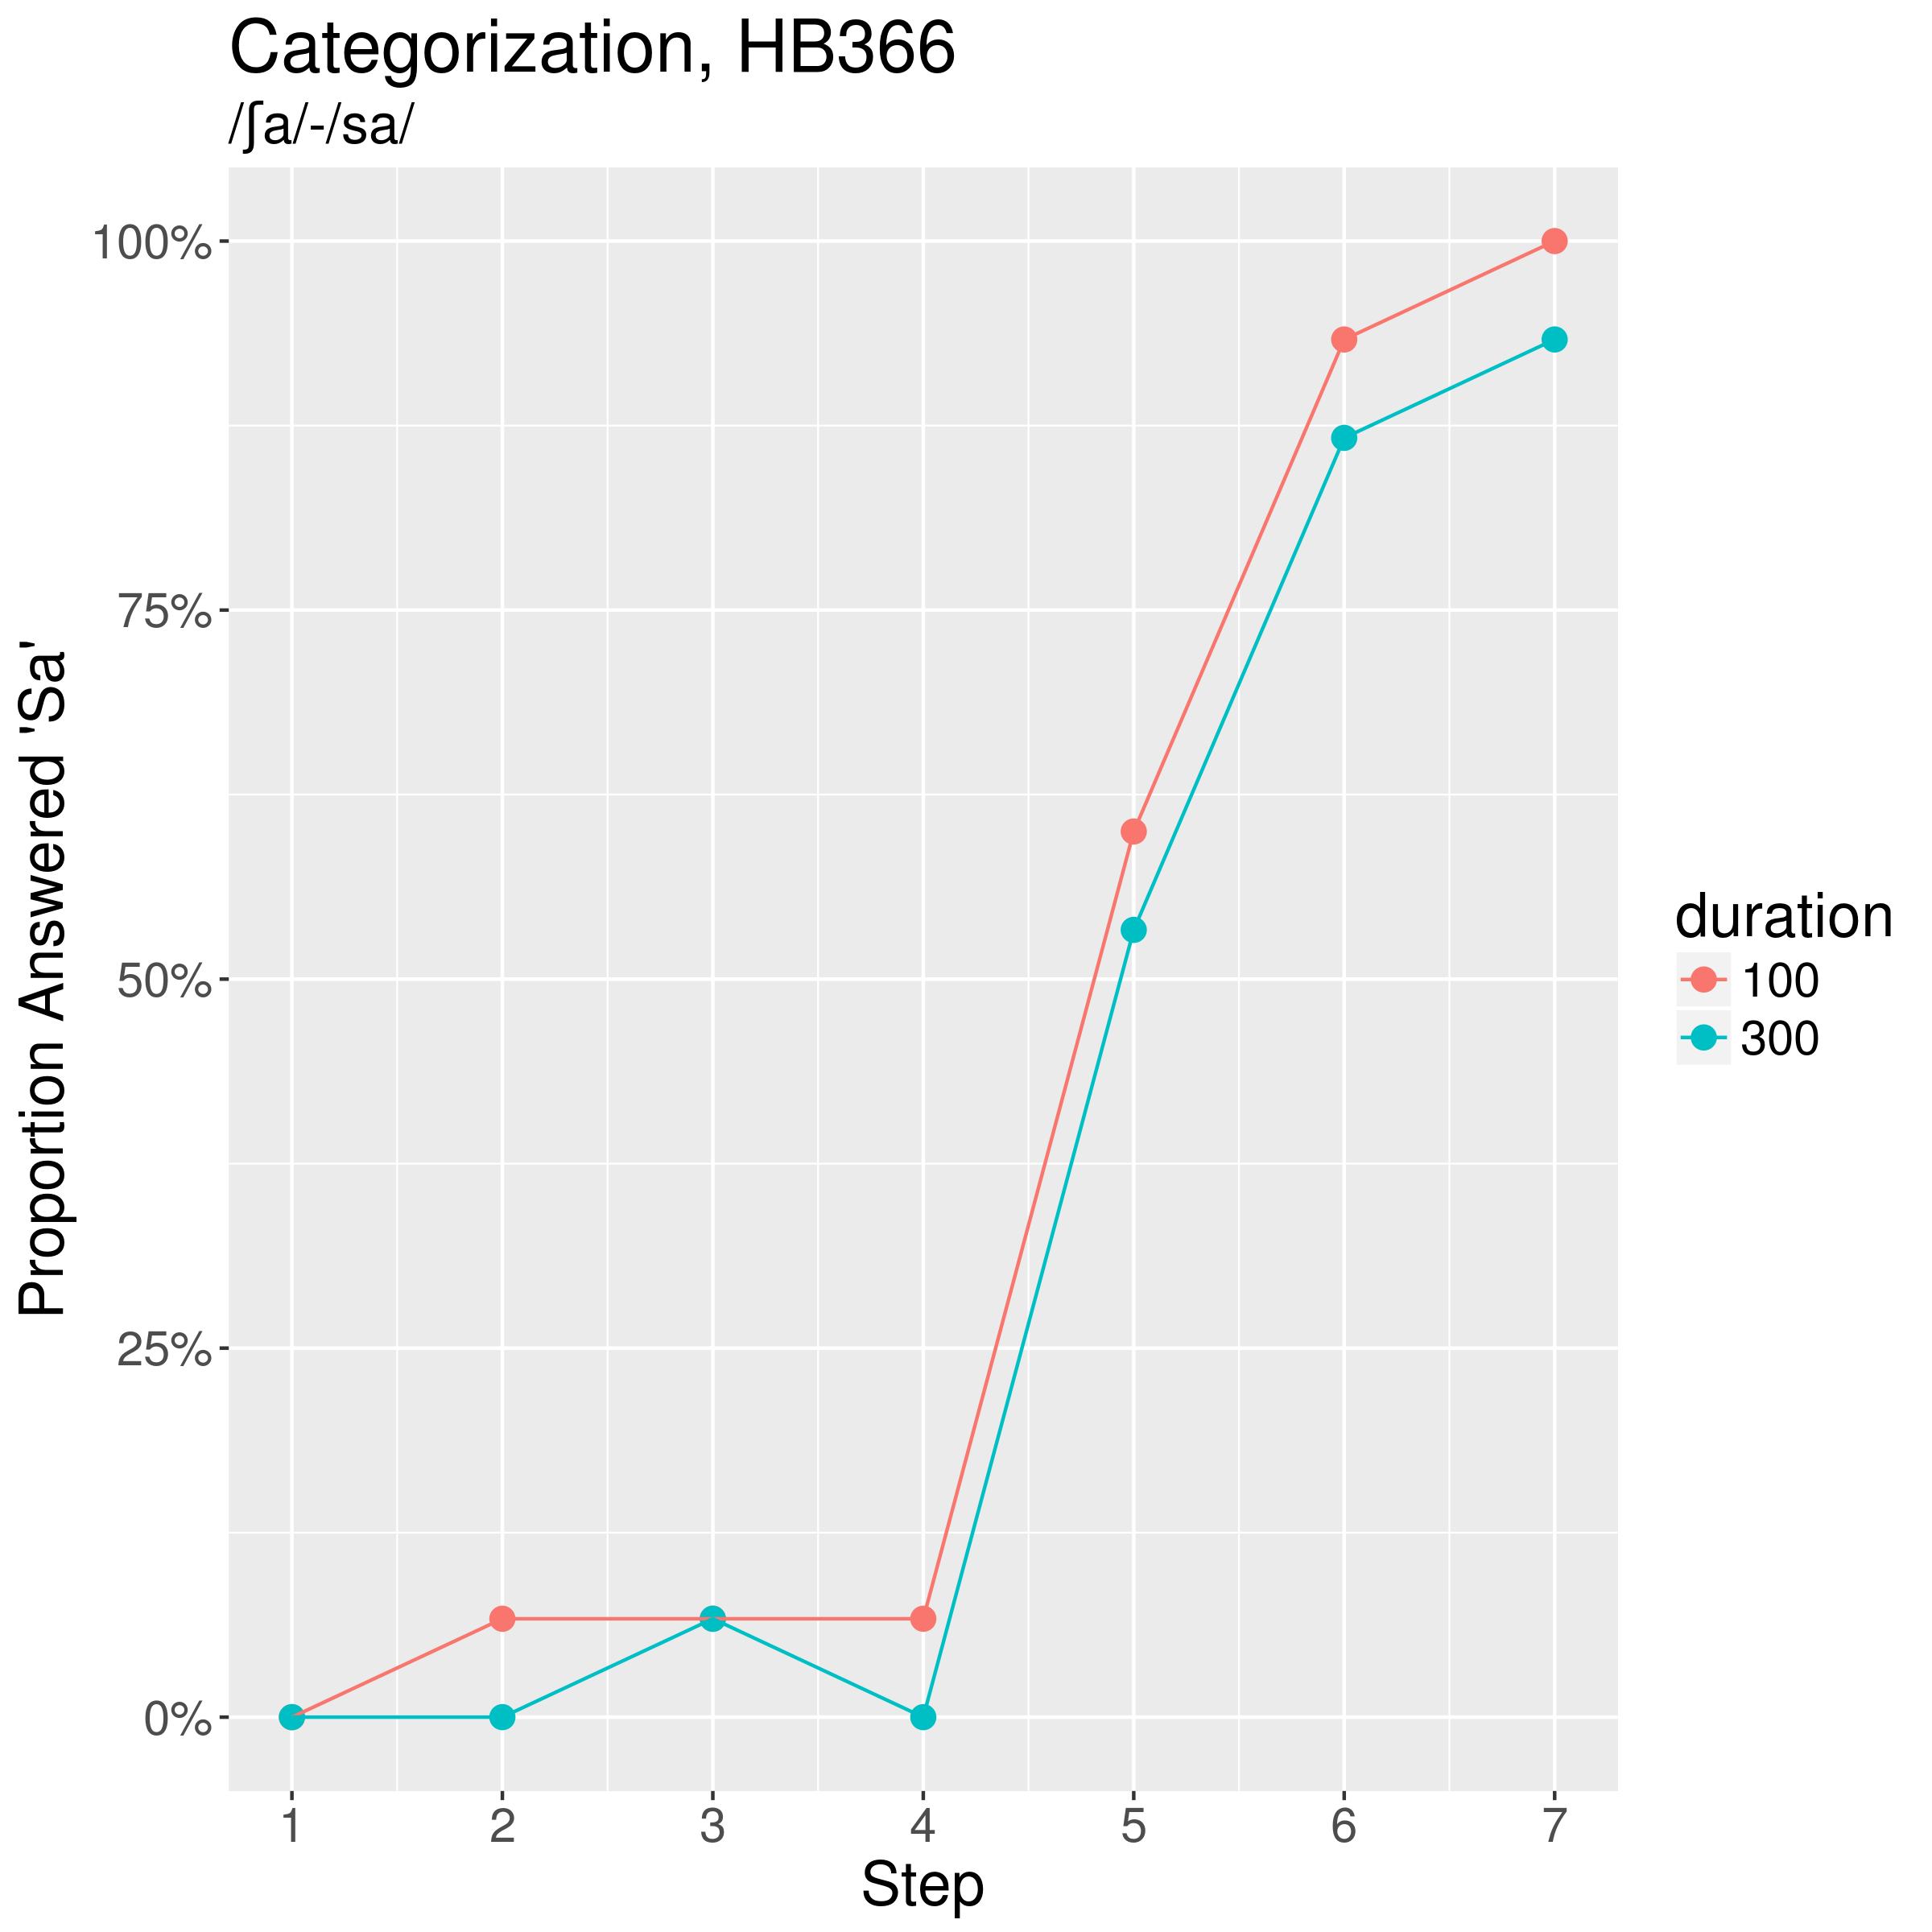 Categorization, HB366
/ʃa/-/sa/
Proportion Answered 'Sa'
100%
75%
50%
25%
0%
1 2 3 4 5 6 7
Step
duration
100
300